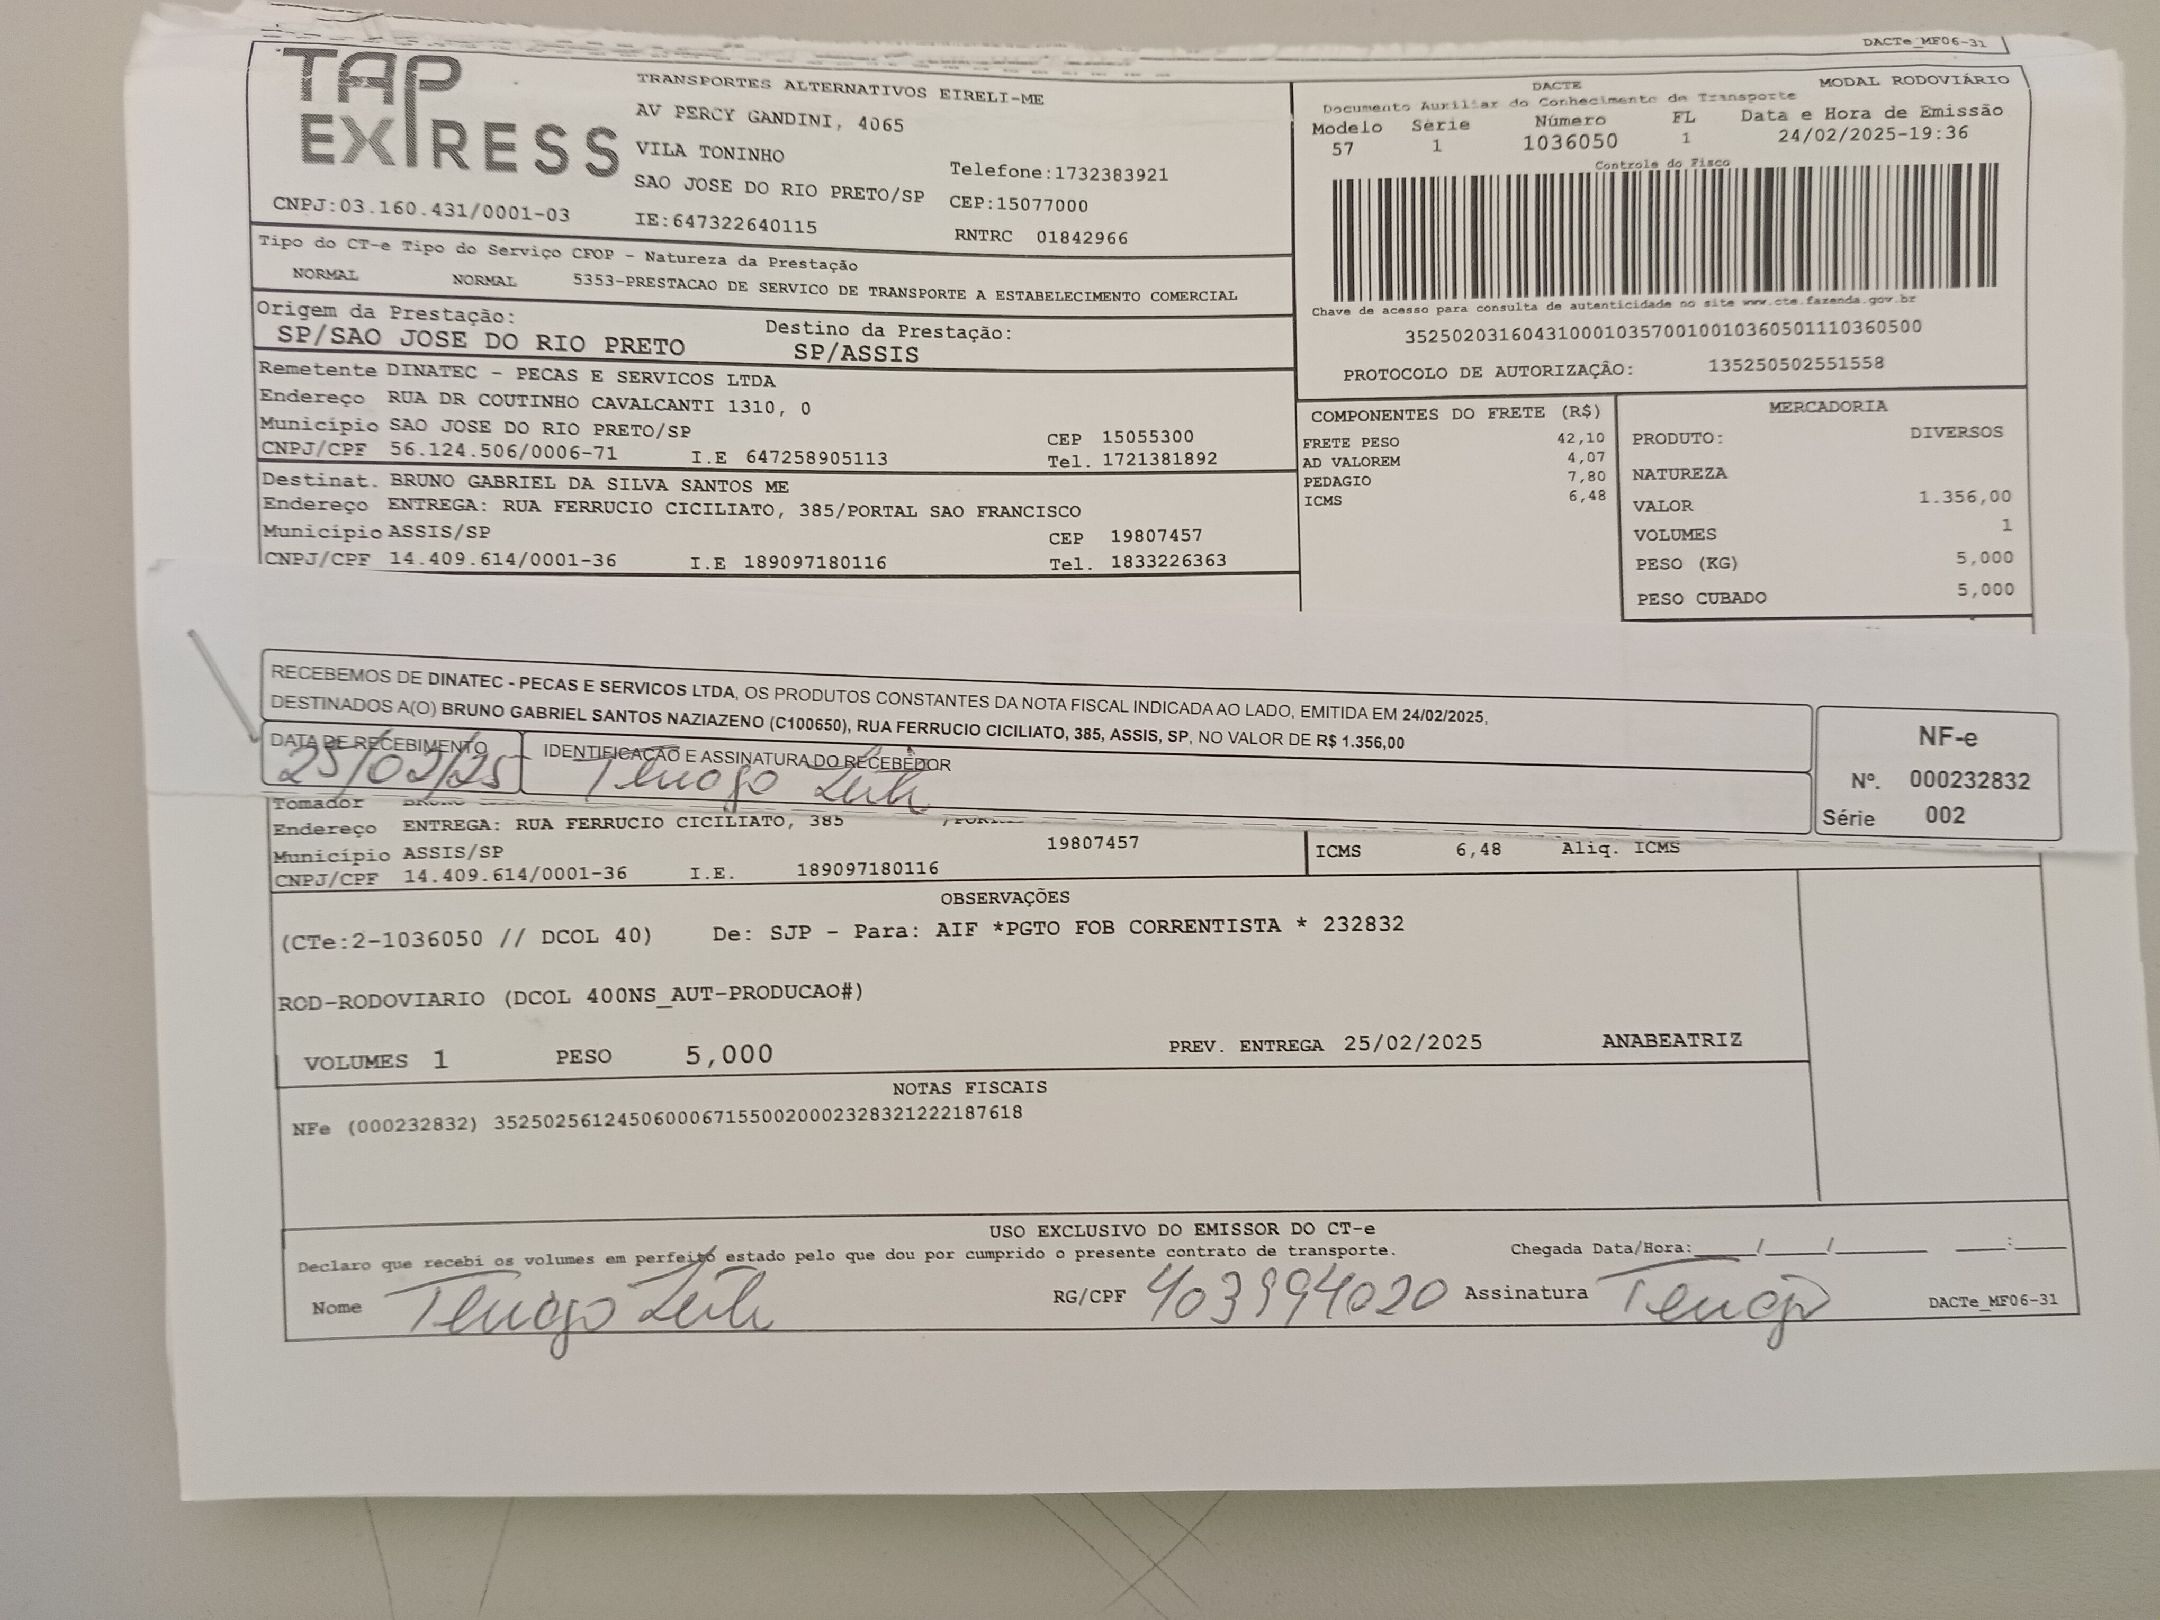 DACTe_MF06-31
TAP EXPRESS
TRANSPORTES ALTERNATIVOS EIRELI-ME
AV PERCY GANDINI, 4065
VILA TONINHO
Telefone:1732383921
SAO JOSE DO RIO PRETO/SP CEP:15077000
CNPJ:03.160.431/0001-03 IE:647322640115 RNTRC 01842966
DACTE MODAL RODOVIÁRIO
Documento Auxiliar do Conhecimento de Transporte
Modelo Serie Número FL Data e Hora de Emissão
57 1 1036050 1 24/02/2025-19:36
Controle do Fisco
Chave de acesso para consulta de autenticidade no site www.cte.fazenda.gov.br
35250203160431000103570010010360501110360500
PROTOCOLO DE AUTORIZAÇÃO: 135250502551558
Tipo do CT-e Tipo do Serviço CFOP - Natureza da Prestação
NORMAL NORMAL 5353-PRESTACAO DE SERVICO DE TRANSPORTE A ESTABELECIMENTO COMERCIAL
Origem da Prestação: Destino da Prestação:
SP/SAO JOSE DO RIO PRETO SP/ASSIS
Remetente DINATEC - PECAS E SERVICOS LTDA
Endereço RUA DR COUTINHO CAVALCANTI 1310, 0
Município SAO JOSE DO RIO PRETO/SP CEP 15055300
CNPJ/CPF 56.124.506/0006-71 I.E 647258905113 Tel. 1721381892
Destinat. BRUNO GABRIEL DA SILVA SANTOS ME
Endereço ENTREGA: RUA FERRUCIO CICILIATO, 385/PORTAL SAO FRANCISCO
Município ASSIS/SP CEP 19807457
CNPJ/CPF 14.409.614/0001-36 I.E 189097180116 Tel. 1833226363
COMPONENTES DO FRETE (R$)
FRETE PESO 42,10
AD VALOREM 4,07
PEDAGIO 7,80
ICMS 6,48
MERCADORIA
PRODUTO: DIVERSOS
NATUREZA
VALOR 1.356,00
VOLUMES 1
PESO (KG) 5,000
PESO CUBADO 5,000
RECEBEMOS DE DINATEC - PECAS E SERVICOS LTDA, OS PRODUTOS CONSTANTES DA NOTA FISCAL INDICADA AO LADO, EMITIDA EM 24/02/2025,
DESTINADOS A(O) BRUNO GABRIEL SANTOS NAZIAZENO (C100650), RUA FERRUCIO CICILIATO, 385, ASSIS, SP, NO VALOR DE R$ 1.356,00
DATA DE RECEBIMENTO IDENTIFICAÇÃO E ASSINATURA DO RECEBEDOR
25/02/25
NF-e
Nº. 000232832
Série 002
Tomador
Endereço ENTREGA: RUA FERRUCIO CICILIATO, 385
Município ASSIS/SP 19807457
CNPJ/CPF 14.409.614/0001-36 I.E. 189097180116
ICMS 6,48 Aliq. ICMS
OBSERVAÇÕES
(CTe:2-1036050 // DCOL 40) De: SJP - Para: AIF *PGTO FOB CORRENTISTA * 232832
ROD-RODOVIARIO (DCOL 400NS_AUT-PRODUCAO#)
VOLUMES 1 PESO 5,000 PREV. ENTREGA 25/02/2025 ANABEATRIZ
NOTAS FISCAIS
NFe (000232832) 35250256124506000671550020002328321222187618
USO EXCLUSIVO DO EMISSOR DO CT-e
Declaro que recebi os volumes em perfeito estado pelo que dou por cumprido o presente contrato de transporte. Chegada Data/Hora:____/____/______ ___:___
Nome RG/CPF Assinatura
DACTe_MF06-31